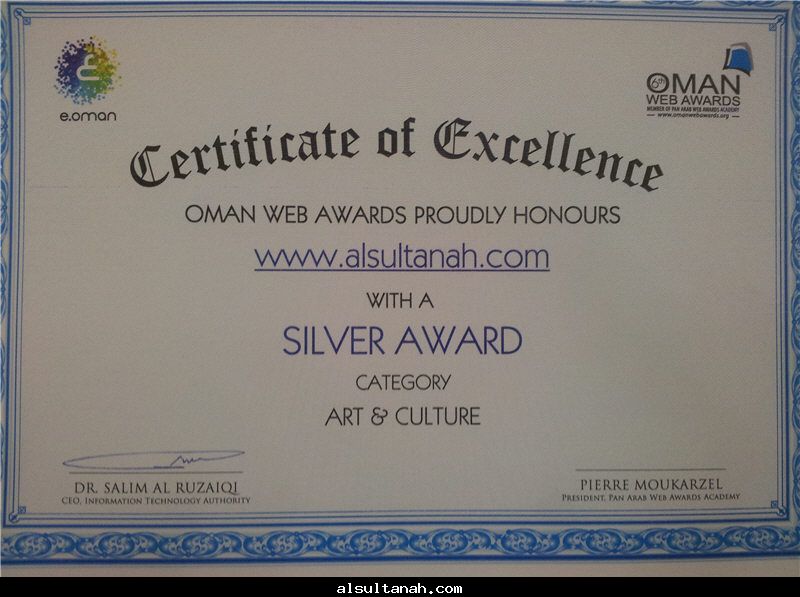 e.oman
6th OMAN
WEB AWARDS
MEMBER OF PAN ARAB WEB AWARDS ACADEMY
www.omanwebawards.org
Certificate of Excellence
OMAN WEB AWARDS PROUDLY HONOURS
www.alsultanah.com
WITH A
SILVER AWARD
CATEGORY
ART & CULTURE
DR. SALIM AL RUZAIQI
CEO, INFORMATION TECHNOLOGY AUTHORITY
PIERRE MOUKARZEL
PRESIDENT, PAN ARAB WEB AWARDS ACADEMY
alsultanah.com